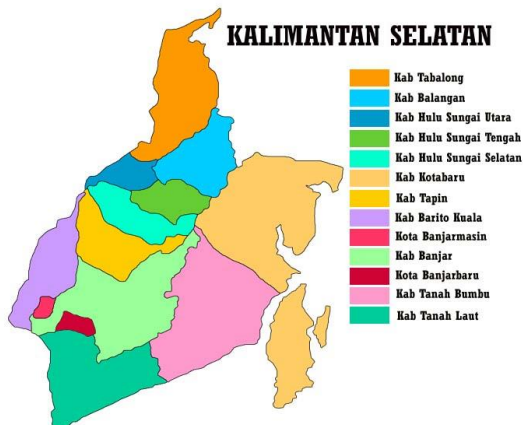 KALIMANTAN SELATAN
Kab Tabalong
Kab Balangan
Kab Hulu Sungai Utara
Kab Hulu Sungai Tengah
Kab Hulu Sungai Selatan
Kab Kotabaru
Kab Tapin
Kab Barito Kuala
Kota Banjarmasin
Kab Banjar
Kota Banjarbaru
Kab Tanah Bumbu
Kab Tanah Laut